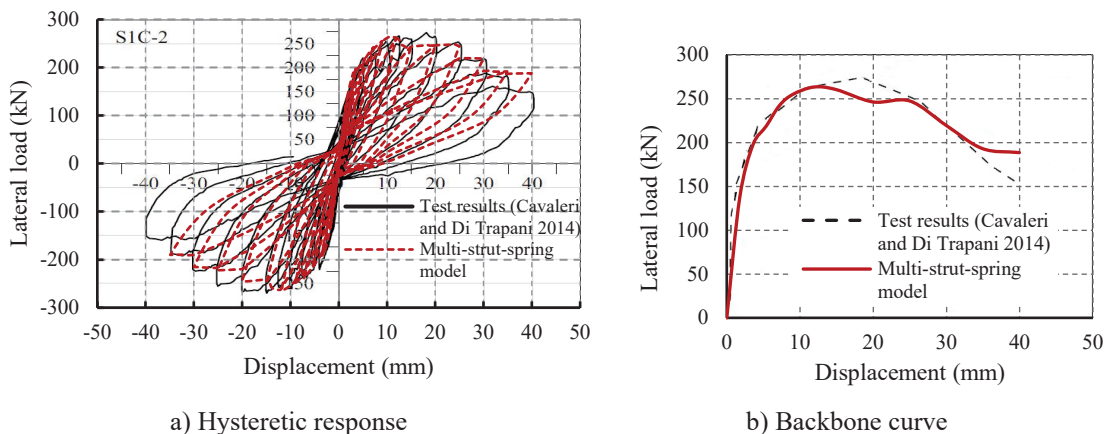 300
200
100
0
-100
-200
-300
Lateral load (kN)
S1C-2
250
200
150
100
50
-40
-30
-20
-10
10
20
30
40
Test results (Cavaleri
and Di Trapani 2014)
Multi-strut-spring
model
-50 -40 -30 -20 -10 0 10 20 30 40 50
Displacement (mm)
a) Hysteretic response
300
250
200
150
100
50
0
Lateral load (kN)
Test results (Cavaleri
and Di Trapani 2014)
Multi-strut-spring
model
0 10 20 30 40 50
Displacement (mm)
b) Backbone curve